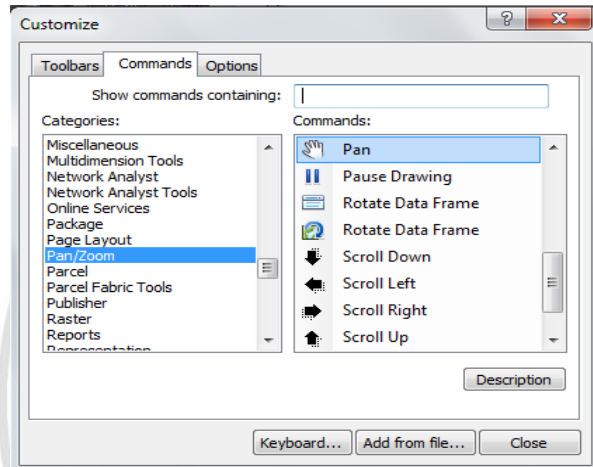 Customize
Toolbars Commands Options
Show commands containing:
Categories:
Miscellaneous
Multidimension Tools
Network Analyst
Network Analyst Tools
Online Services
Package
Page Layout
Pan/Zoom
Parcel
Parcel Fabric Tools
Publisher
Raster
Reports
Representation
Commands:
Pan
Pause Drawing
Rotate Data Frame
Rotate Data Frame
Scroll Down
Scroll Left
Scroll Right
Scroll Up
Description
Keyboard... Add from file... Close